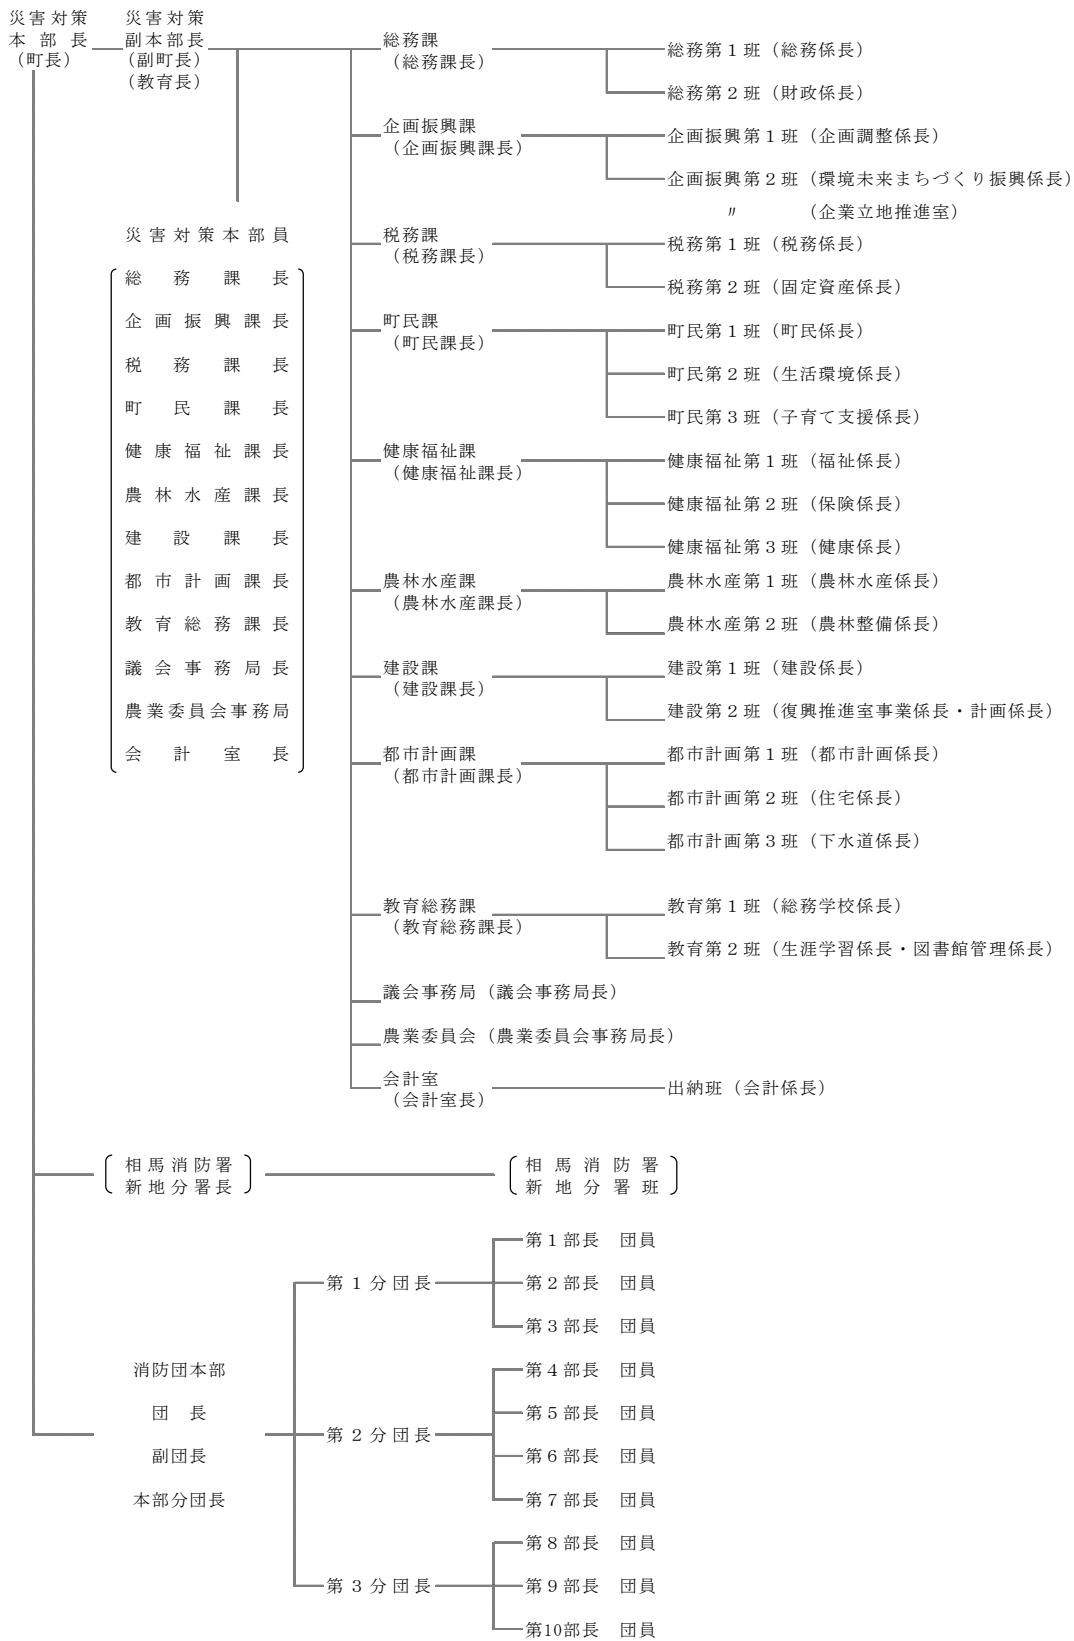 災害対策
本部長
（町長）
災害対策
副本部長
（副町長）
（教育長）
災害対策本部員
総務課長
企画振興課長
税務課長
町民課長
健康福祉課長
農林水産課長
建設課長
都市計画課長
教育総務課長
議会事務局長
農業委員会事務局
会計室長
総務課
（総務課長）
総務第１班（総務係長）
総務第２班（財政係長）
企画振興課
（企画振興課長）
企画振興第１班（企画調整係長）
企画振興第２班（環境未来まちづくり振興係長）
〃　　　（企業立地推進室）
税務課
（税務課長）
税務第１班（税務係長）
税務第２班（固定資産係長）
町民課
（町民課長）
町民第１班（町民係長）
町民第２班（生活環境係長）
町民第３班（子育て支援係長）
健康福祉課
（健康福祉課長）
健康福祉第１班（福祉係長）
健康福祉第２班（保険係長）
健康福祉第３班（健康係長）
農林水産課
（農林水産課長）
農林水産第１班（農林水産係長）
農林水産第２班（農林整備係長）
建設課
（建設課長）
建設第１班（建設係長）
建設第２班（復興推進室事業係長・計画係長）
都市計画課
（都市計画課長）
都市計画第１班（都市計画係長）
都市計画第２班（住宅係長）
都市計画第３班（下水道係長）
教育総務課
（教育総務課長）
教育第１班（総務学校係長）
教育第２班（生涯学習係長・図書館管理係長）
議会事務局（議会事務局長）
農業委員会（農業委員会事務局長）
会計室
（会計室長）
出納班（会計係長）
相馬消防署
新地分署長
相馬消防署
新地分署班
消防団本部
団　長
副団長
本部分団長
第１分団長
第１部長　団員
第２部長　団員
第３部長　団員
第２分団長
第４部長　団員
第５部長　団員
第６部長　団員
第７部長　団員
第３分団長
第８部長　団員
第９部長　団員
第10部長　団員